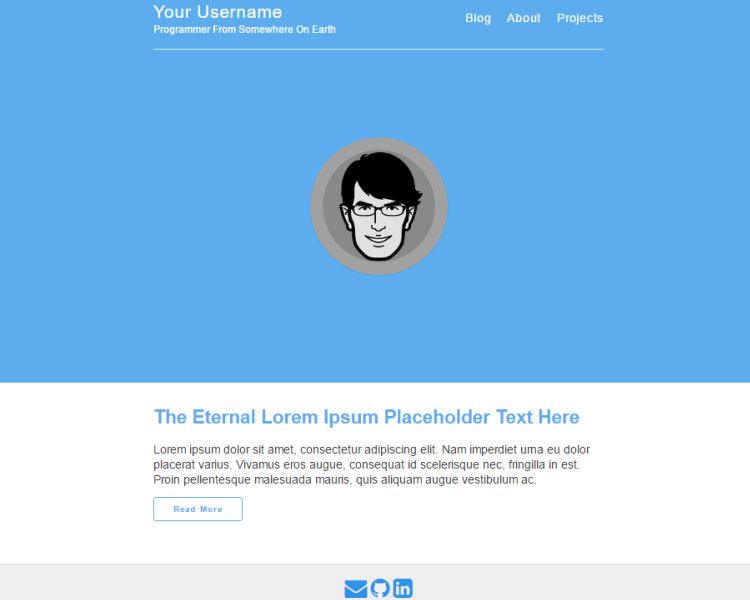 Your Username
Programmer From Somewhere On Earth
Blog About Projects
The Eternal Lorem Ipsum Placeholder Text Here
Lorem ipsum dolor sit amet, consectetur adipiscing elit. Nam imperdiet urna eu dolor
placerat varius. Vivamus eros augue, consequat id scelerisque nec, fringilla in est.
Proin pellentesque malesuada mauris, quis aliquam augue vestibulum ac.
Read More
in